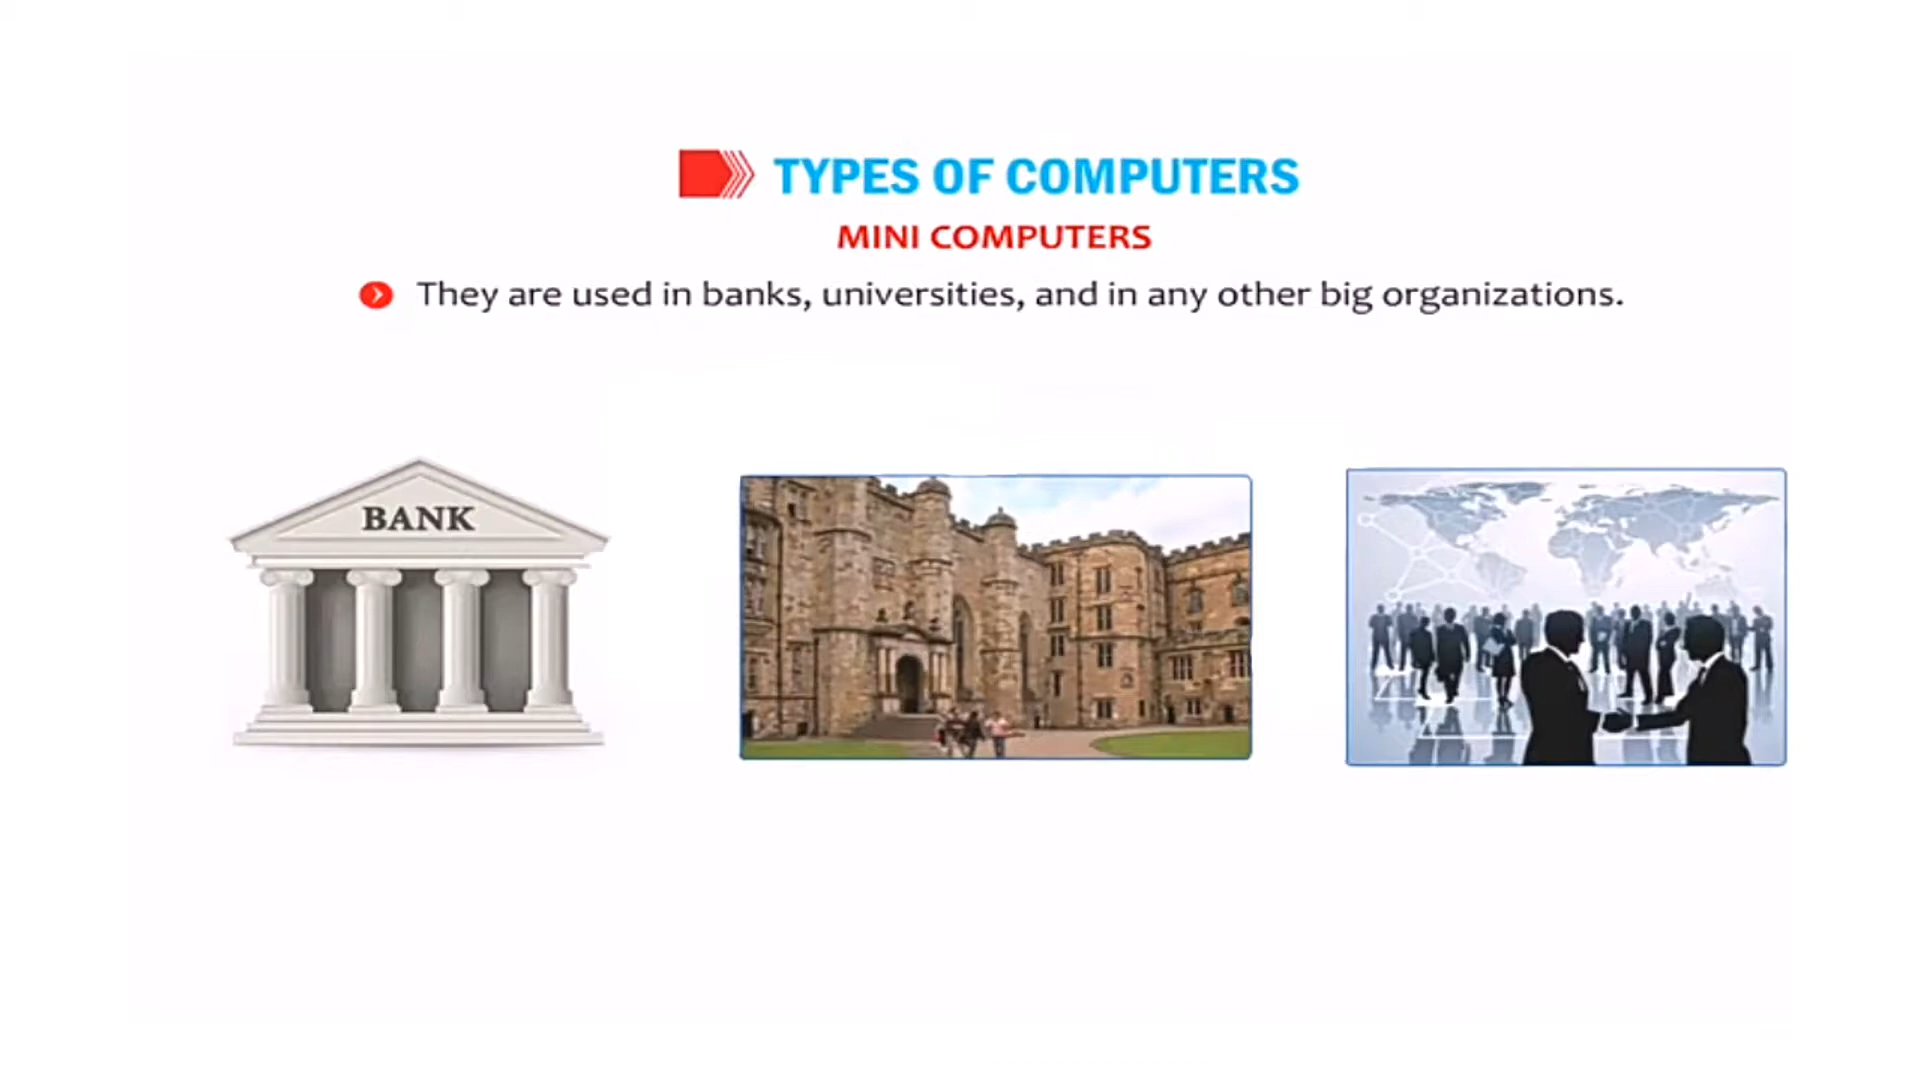 TYPES OF COMPUTERS
MINI COMPUTERS
They are used in banks, universities, and in any other big organizations.
BANK